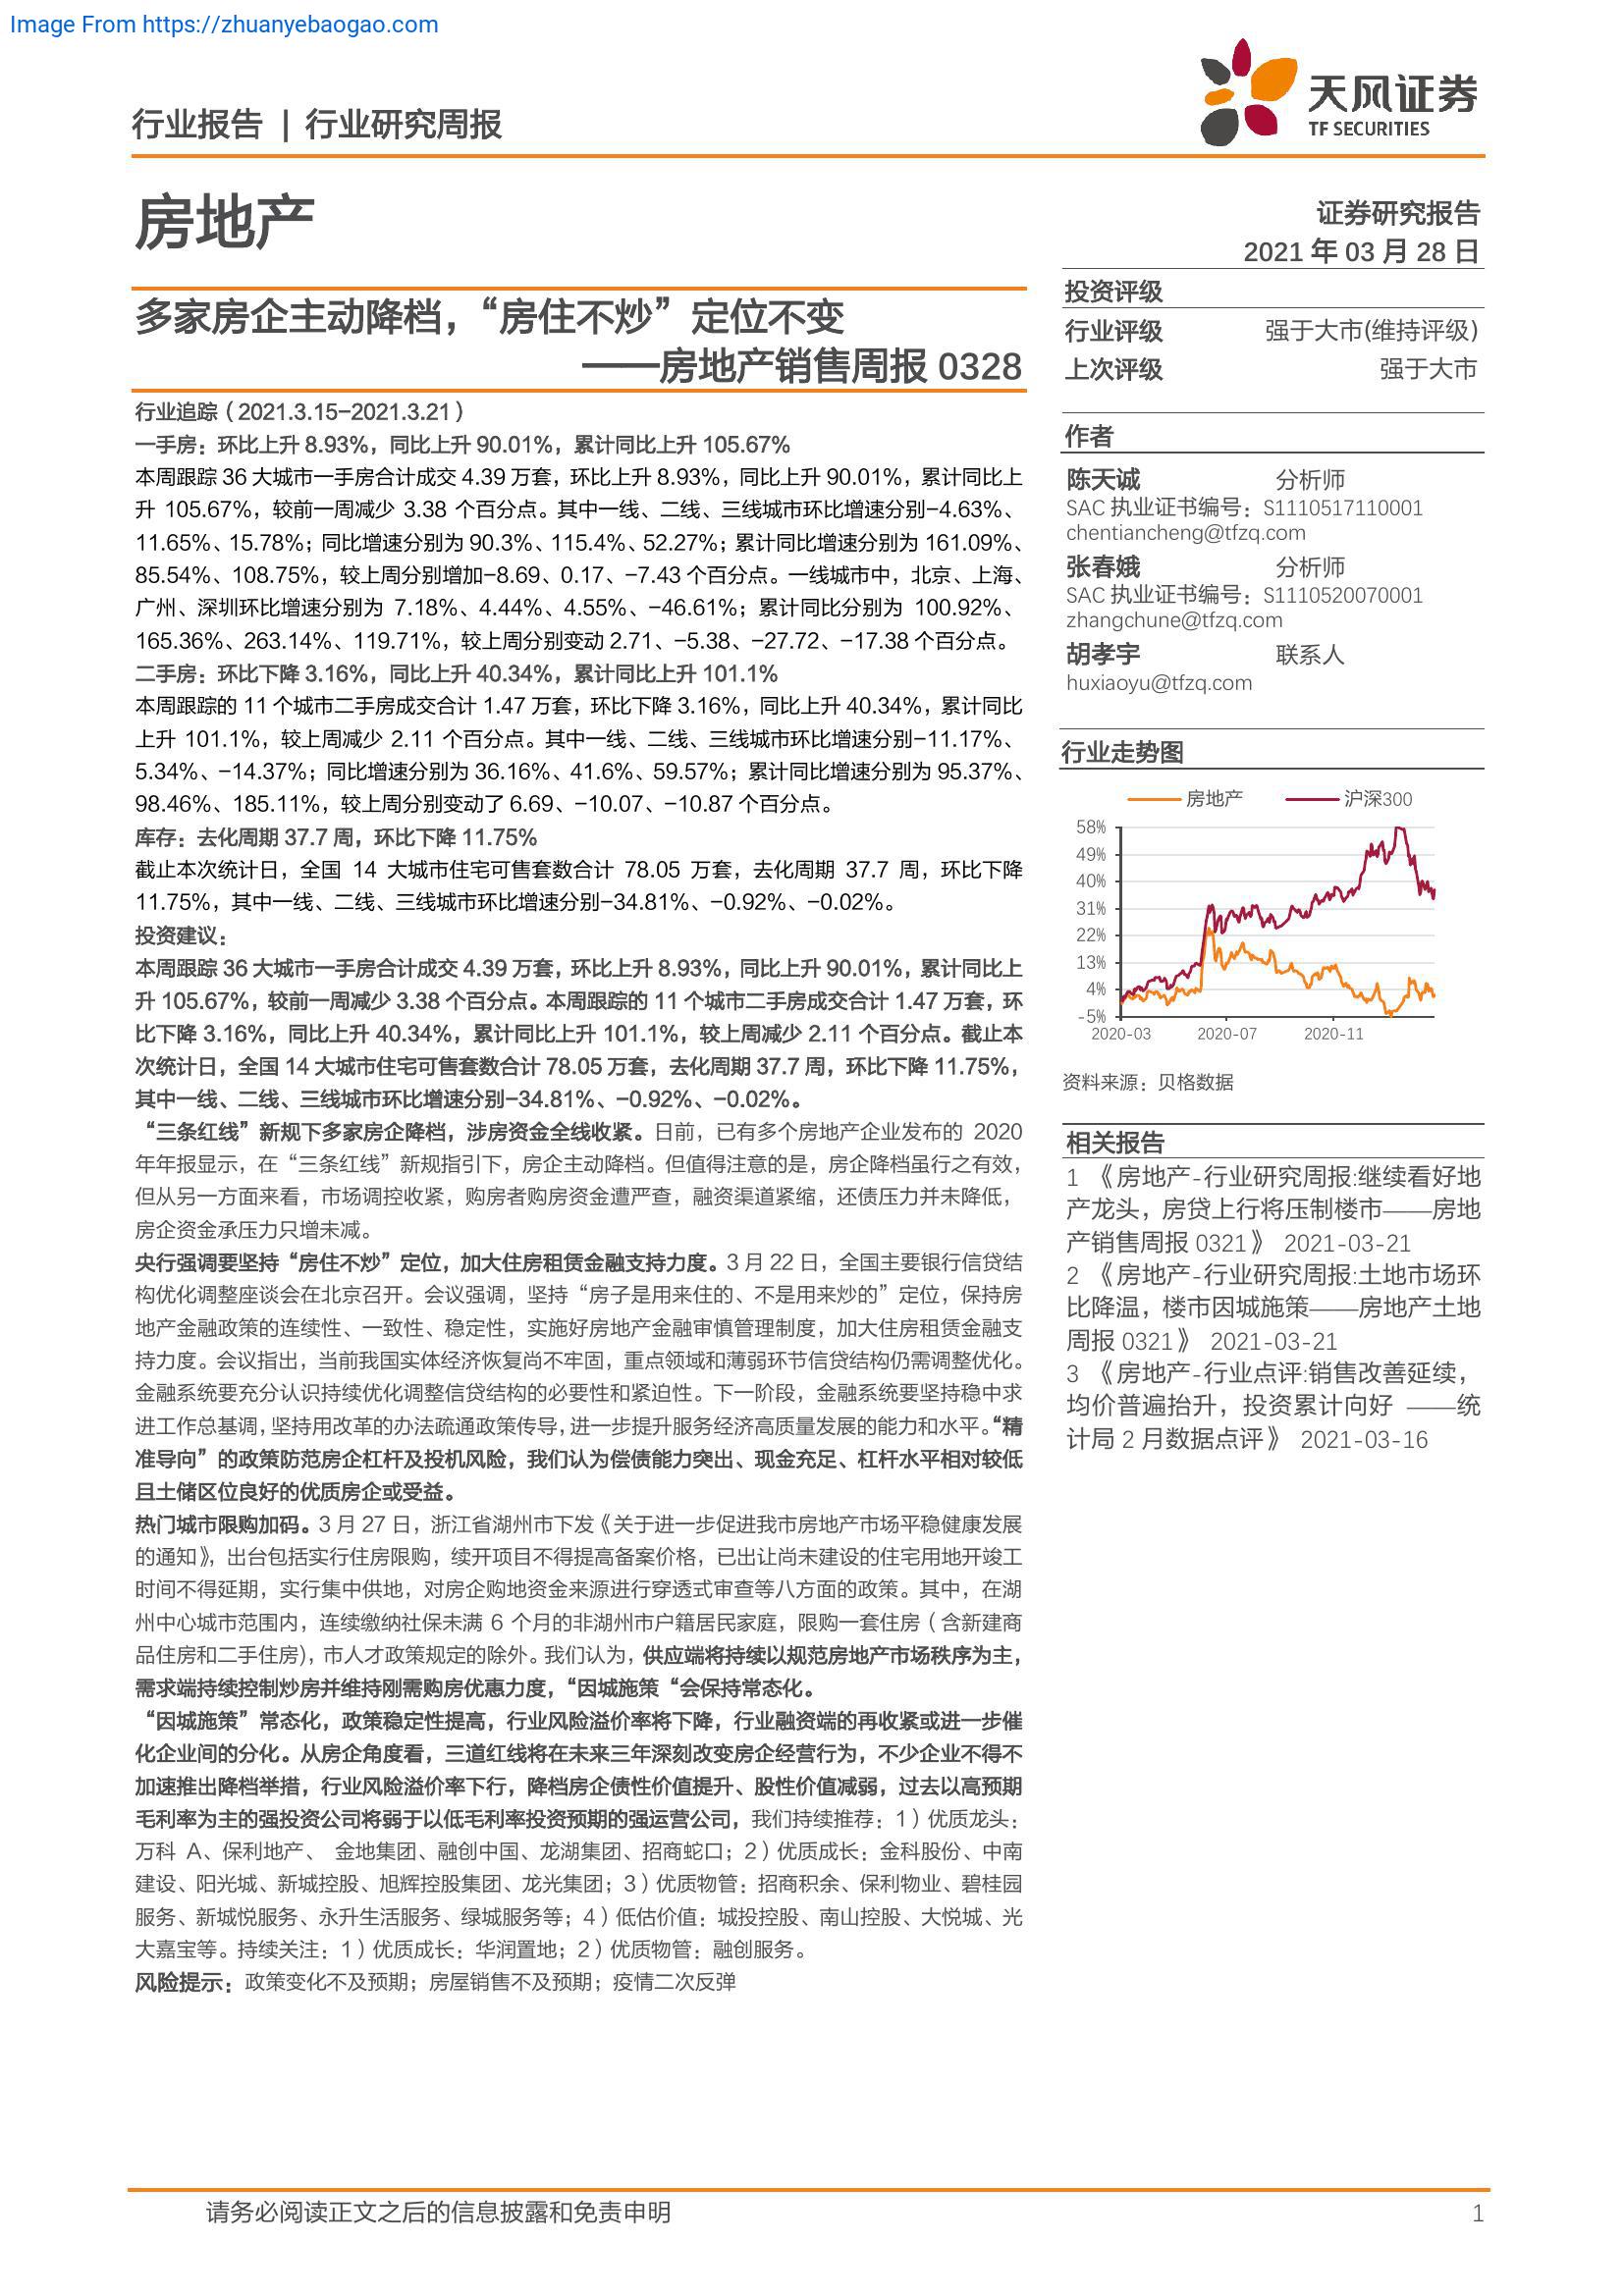 Image From https://zhuanyebaogao.com
行业报告 | 行业研究周报
天风证券
TF SECURITIES
房地产
证券研究报告
2021 年 03 月 28 日
多家房企主动降档，“房住不炒”定位不变
——房地产销售周报 0328
行业追踪（2021.3.15-2021.3.21）
一手房：环比上升 8.93%，同比上升 90.01%，累计同比上升 105.67%
本周跟踪 36 大城市一手房合计成交 4.39 万套，环比上升 8.93%，同比上升 90.01%，累计同比上
升 105.67%，较前一周减少 3.38 个百分点。其中一线、二线、三线城市环比增速分别-4.63%、
11.65%、15.78%；同比增速分别为 90.3%、115.4%、52.27%；累计同比增速分别为 161.09%、
85.54%、108.75%，较上周分别增加-8.69、0.17、-7.43 个百分点。一线城市中，北京、上海、
广州、深圳环比增速分别为 7.18%、4.44%、4.55%、-46.61%；累计同比分别为 100.92%、
165.36%、263.14%、119.71%，较上周分别变动 2.71、-5.38、-27.72、-17.38 个百分点。
二手房：环比下降 3.16%，同比上升 40.34%，累计同比上升 101.1%
本周跟踪的 11 个城市二手房成交合计 1.47 万套，环比下降 3.16%，同比上升 40.34%，累计同比
上升 101.1%，较上周减少 2.11 个百分点。其中一线、二线、三线城市环比增速分别-11.17%、
5.34%、-14.37%；同比增速分别为 36.16%、41.6%、59.57%；累计同比增速分别为 95.37%、
98.46%、185.11%，较上周分别变动了 6.69、-10.07、-10.87 个百分点。
库存：去化周期 37.7 周，环比下降 11.75%
截止本次统计日，全国 14 大城市住宅可售套数合计 78.05 万套，去化周期 37.7 周，环比下降
11.75%，其中一线、二线、三线城市环比增速分别-34.81%、-0.92%、-0.02%。
投资建议：
本周跟踪 36 大城市一手房合计成交 4.39 万套，环比上升 8.93%，同比上升 90.01%，累计同比上
升 105.67%，较前一周减少 3.38 个百分点。本周跟踪的 11 个城市二手房成交合计 1.47 万套，环
比下降 3.16%，同比上升 40.34%，累计同比上升 101.1%，较上周减少 2.11 个百分点。截止本
次统计日，全国 14 大城市住宅可售套数合计 78.05 万套，去化周期 37.7 周，环比下降 11.75%，
其中一线、二线、三线城市环比增速分别-34.81%、-0.92%、-0.02%。
“三条红线”新规下多家房企降档，涉房资金全线收紧。日前，已有多个房地产企业发布的 2020
年年报显示，在“三条红线”新规指引下，房企主动降档。但值得注意的是，房企降档虽行之有效，
但从另一方面来看，市场调控收紧，购房者购房资金遭严查，融资渠道紧缩，还债压力并未降低，
房企资金承压力只增未减。
央行强调要坚持“房住不炒”定位，加大住房租赁金融支持力度。3 月 22 日，全国主要银行信贷结
构优化调整座谈会在北京召开。会议强调，坚持“房子是用来住的、不是用来炒的”定位，保持房
地产金融政策的连续性、一致性、稳定性，实施好房地产金融审慎管理制度，加大住房租赁金融支
持力度。会议指出，当前我国实体经济恢复尚不牢固，重点领域和薄弱环节信贷结构仍需调整优化。
金融系统要充分认识持续优化调整信贷结构的必要性和紧迫性。下一阶段，金融系统要坚持稳中求
进工作总基调，坚持用改革的办法疏通政策传导，进一步提升服务经济高质量发展的能力和水平。“精
准导向”的政策防范房企杠杆及投机风险，我们认为偿债能力突出、现金充足、杠杆水平相对较低
且土储区位良好的优质房企或受益。
热门城市限购加码。3 月 27 日，浙江省湖州市下发《关于进一步促进我市房地产市场平稳健康发展
的通知》，出台包括实行住房限购，续开项目不得提高备案价格，已出让尚未建设的住宅用地开竣工
时间不得延期，实行集中供地，对房企购地资金来源进行穿透式审查等八方面的政策。其中，在湖
州中心城市范围内，连续缴纳社保未满 6 个月的非湖州市户籍居民家庭，限购一套住房（含新建商
品住房和二手住房），市人才政策规定的除外。我们认为，供应端将持续以规范房地产市场秩序为主，
需求端持续控制炒房并维持刚需购房优惠力度，“因城施策“会保持常态化。
“因城施策”常态化，政策稳定性提高，行业风险溢价率将下降，行业融资端的再收紧或进一步催
化企业间的分化。从房企角度看，三道红线将在未来三年深刻改变房企经营行为，不少企业不得不
加速推出降档举措，行业风险溢价率下行，降档房企债性价值提升、股性价值减弱，过去以高预期
毛利率为主的强投资公司将弱于以低毛利率投资预期的强运营公司，我们持续推荐：1）优质龙头：
万科 A、保利地产、 金地集团、融创中国、龙湖集团、招商蛇口；2）优质成长：金科股份、中南
建设、阳光城、新城控股、旭辉控股集团、龙光集团；3）优质物管：招商积余、保利物业、碧桂园
服务、新城悦服务、永升生活服务、绿城服务等；4）低估价值：城投控股、南山控股、大悦城、光
大嘉宝等。持续关注：1）优质成长：华润置地；2）优质物管：融创服务。
风险提示：政策变化不及预期；房屋销售不及预期；疫情二次反弹
投资评级
行业评级 强于大市(维持评级)
上次评级 强于大市
作者
陈天诚 分析师
SAC 执业证书编号：S1110517110001
chentiancheng@tfzq.com
张春娥 分析师
SAC 执业证书编号：S1110520070001
zhangchune@tfzq.com
胡孝宇 联系人
huxiaoyu@tfzq.com
行业走势图
房地产 沪深300
58%
49%
40%
31%
22%
13%
4%
-5%
2020-03 2020-07 2020-11
资料来源：贝格数据
相关报告
1 《房地产-行业研究周报:继续看好地
产龙头，房贷上行将压制楼市——房地
产销售周报 0321》 2021-03-21
2 《房地产-行业研究周报:土地市场环
比降温，楼市因城施策——房地产土地
周报 0321》 2021-03-21
3 《房地产-行业点评:销售改善延续，
均价普遍抬升，投资累计向好 ——统
计局 2 月数据点评》 2021-03-16
请务必阅读正文之后的信息披露和免责申明
1